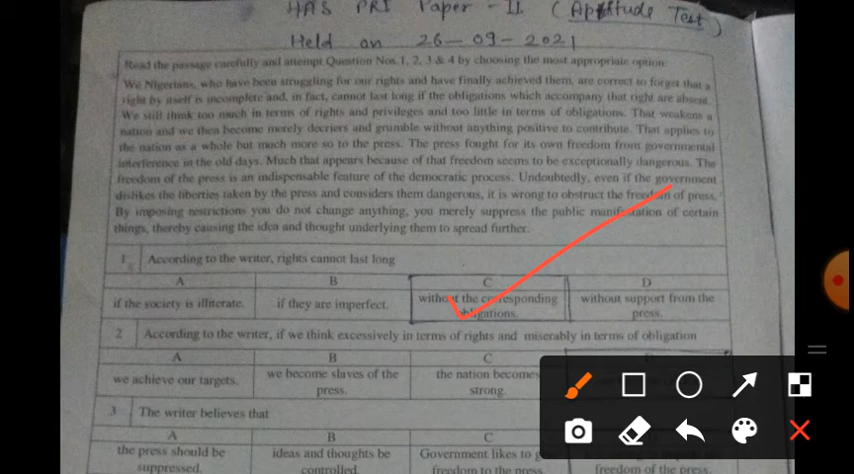 HAS PRE Paper - II (Aptitude Test)
Held on 26-09-2021
Read the passage carefully and attempt Question Nos. 1, 2, 3 & 4 by choosing the most appropriate option:
We Nigerians, who have been struggling for our rights and have finally achieved them, are correct to forget that a
right by itself is incomplete and, in fact, cannot last long if the obligations which accompany that right are absent.
We still think too much in terms of rights and privileges and too little in terms of obligations. That weakens a
nation and we then become merely decriers and grumble without anything positive to contribute. That applies to
the nation as a whole but much more so to the press. The press fought for its own freedom from governmental
interference in the old days. Much that appears because of that freedom seems to be exceptionally dangerous. The
freedom of the press is an indispensable feature of the democratic process. Undoubtedly, even if the government
dislikes the liberties taken by the press and considers them dangerous, it is wrong to obstruct the freedom of press.
By imposing restrictions you do not change anything, you merely suppress the public manifestation of certain
things, thereby causing the idea and thought underlying them to spread further.
1. According to the writer, rights cannot last long
A B C D
if the society is illiterate. if they are imperfect. without the corresponding obligations. without support from the press.
2 According to the writer, if we think excessively in terms of rights and miserably in terms of obligation
A B C
we achieve our targets. we become slaves of the press. the nation becomes strong.
3 The writer believes that
A B C
the press should be suppressed. ideas and thoughts be controlled. Government likes to freedom to the press. freedom of the press.